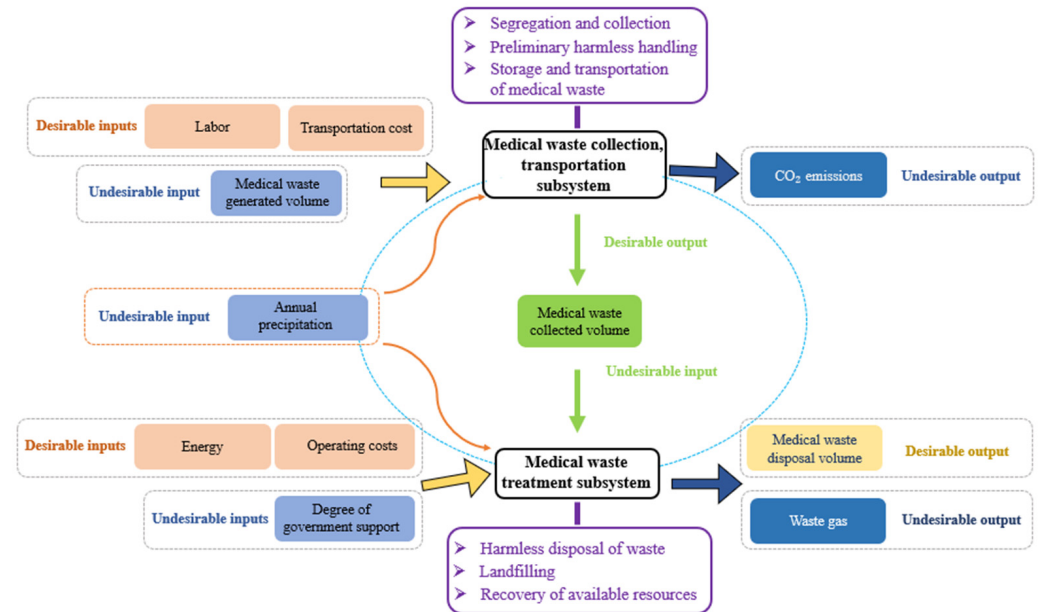 ➢ Segregation and collection
➢ Preliminary harmless handling
➢ Storage and transportation
of medical waste
Desirable inputs
Labor
Transportation cost
Medical waste collection,
transportation
subsystem
Undesirable input
Medical waste
generated volume
CO₂ emissions
Undesirable output
Desirable output
Undesirable input
Annual
precipitation
Medical waste
collected volume
Undesirable input
Desirable inputs
Energy
Operating costs
Medical waste
treatment subsystem
Medical waste
disposal volume
Desirable output
Undesirable inputs
Degree of
government support
Waste gas
Undesirable output
➢ Harmless disposal of waste
➢ Landfilling
➢ Recovery of available resources